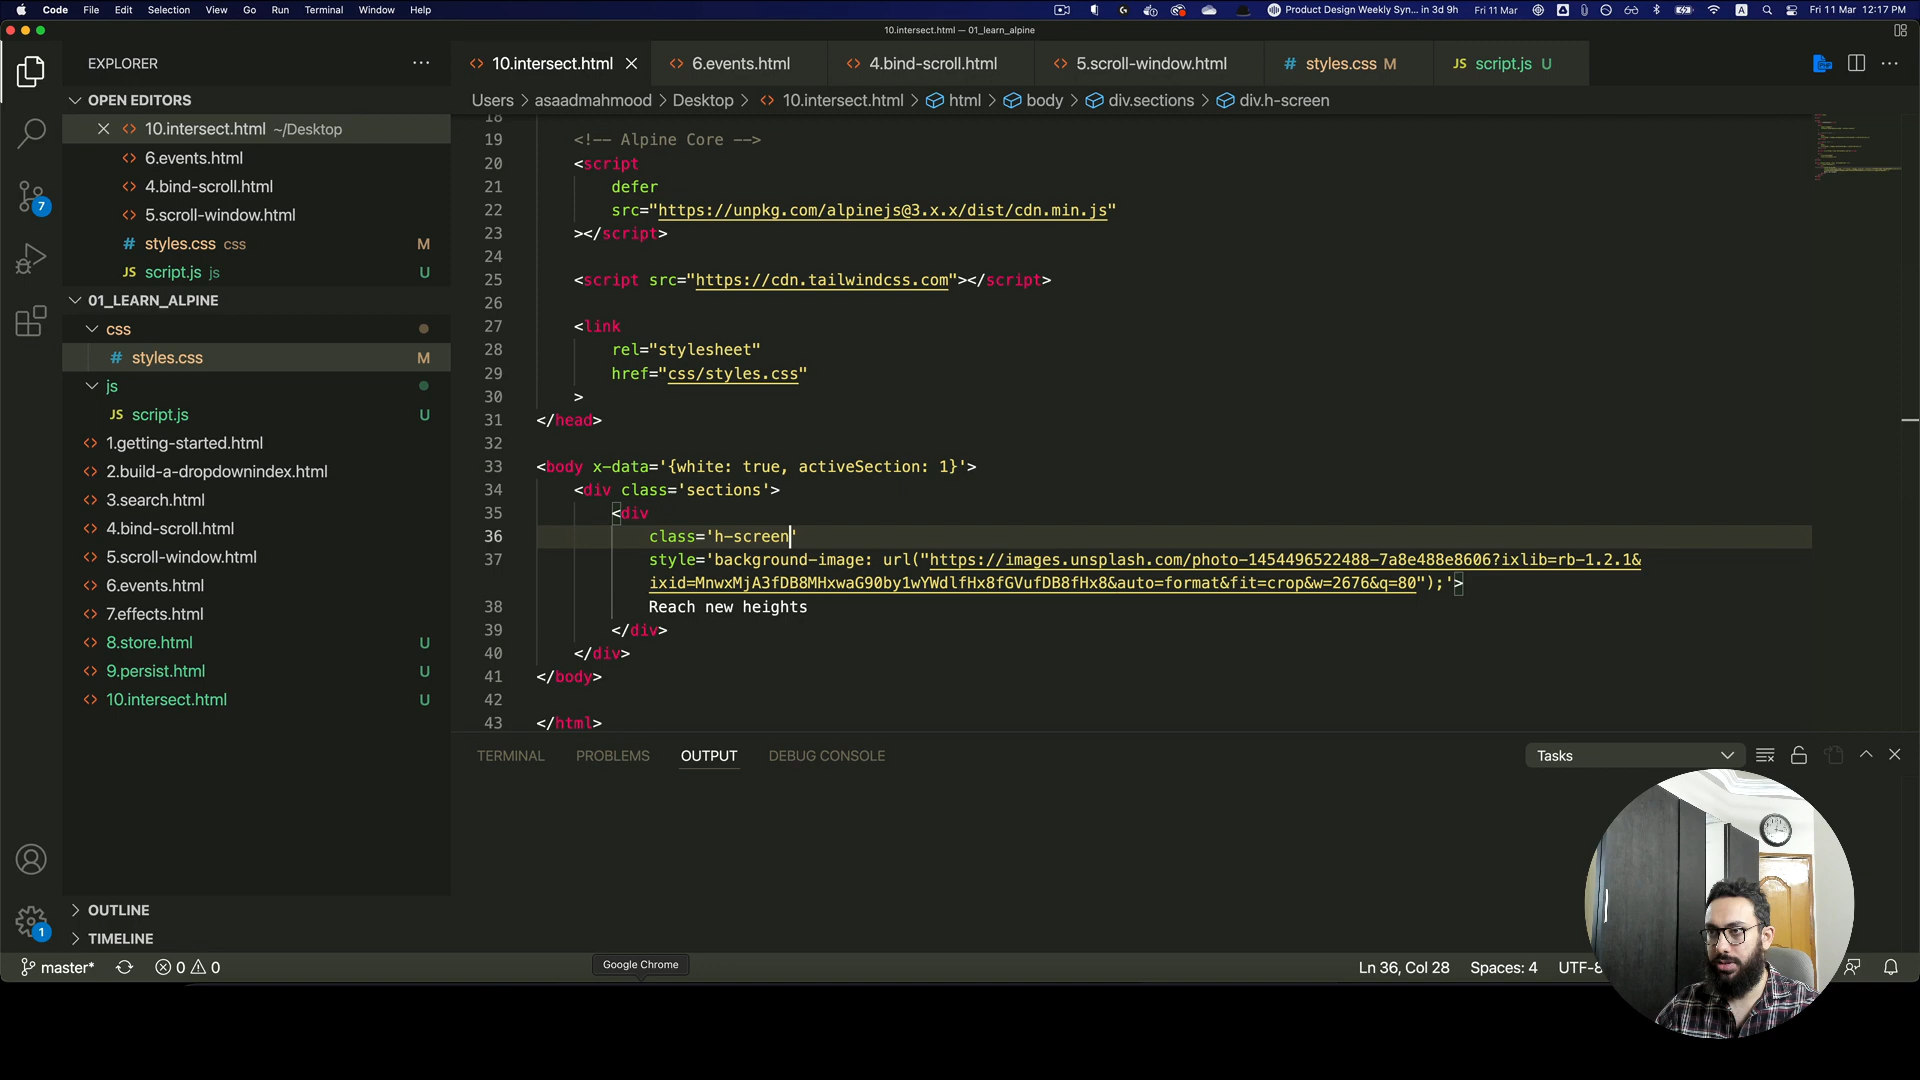 Code File Edit Selection View Go Run Terminal Window Help Product Design Weekly Syn... in 3d 9h Fri 11 Mar A Fri 11 Mar 12:17 PM
10.intersect.html — 01_learn_alpine
EXPLORER
10.intersect.html 6.events.html 4.bind-scroll.html 5.scroll-window.html styles.css M JS script.js U
Users > asaadmahmood > Desktop > 10.intersect.html > html > body > div.sections > div.h-screen
OPEN EDITORS
10.intersect.html ~/Desktop
6.events.html
4.bind-scroll.html
5.scroll-window.html
# styles.css css M
JS script.js js U
01_LEARN_ALPINE
css
# styles.css M
js
JS script.js U
1.getting-started.html
2.build-a-dropdownindex.html
3.search.html
4.bind-scroll.html
5.scroll-window.html
6.events.html
7.effects.html
8.store.html U
9.persist.html U
10.intersect.html U
OUTLINE
TIMELINE
7
1
18
19 <!-- Alpine Core -->
20 <script
21 defer
22 src="https://unpkg.com/alpinejs@3.x.x/dist/cdn.min.js"
23 ></script>
24
25 <script src="https://cdn.tailwindcss.com"></script>
26
27 <link
28 rel="stylesheet"
29 href="css/styles.css"
30 >
31 </head>
32
33 <body x-data='{white: true, activeSection: 1}'>
34 <div class='sections'>
35 <div
36 class='h-screen'
37 style='background-image: url("https://images.unsplash.com/photo-1454496522488-7a8e488e8606?ixlib=rb-1.2.1&
ixid=MnwxMjA3fDB8MHxwaG90by1wYWdlfHx8fGVufDB8fHx8&auto=format&fit=crop&w=2676&q=80");'>
38 Reach new heights
39 </div>
40 </div>
41 </body>
42
43 </html>
TERMINAL PROBLEMS OUTPUT DEBUG CONSOLE Tasks
Google Chrome
master* 0 0 Ln 36, Col 28 Spaces: 4 UTF-8